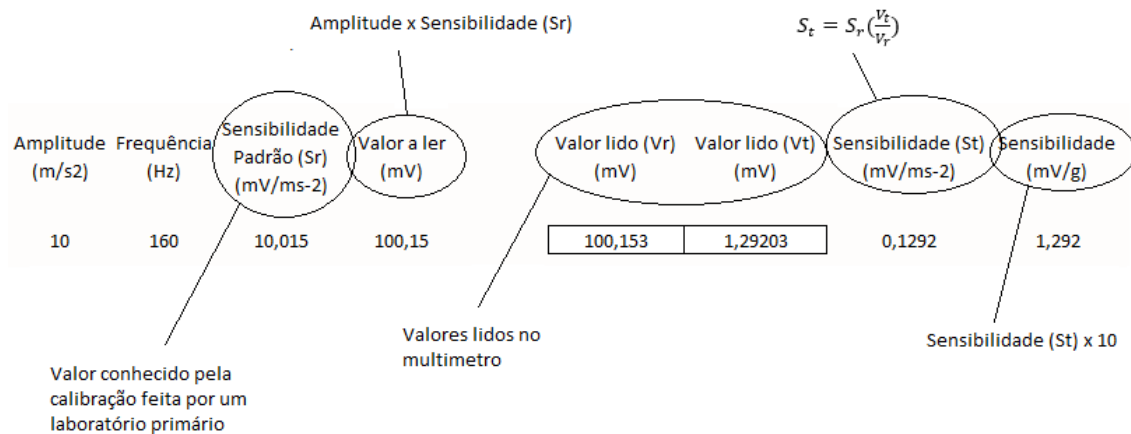 Amplitude x Sensibilidade (Sr)
S_t = S_r(V_t/V_r)
Amplitude
(m/s2)
Frequência
(Hz)
Sensibilidade
Padrão (Sr)
(mV/ms-2)
Valor a ler
(mV)
Valor lido (Vr)
(mV)
Valor lido (Vt)
(mV)
Sensibilidade (St)
(mV/ms-2)
Sensibilidade
(mV/g)
10
160
10,015
100,15
100,153
1,29203
0,1292
1,292
Valores lidos no
multimetro
Sensibilidade (St) x 10
Valor conhecido pela
calibração feita por um
laboratório primário